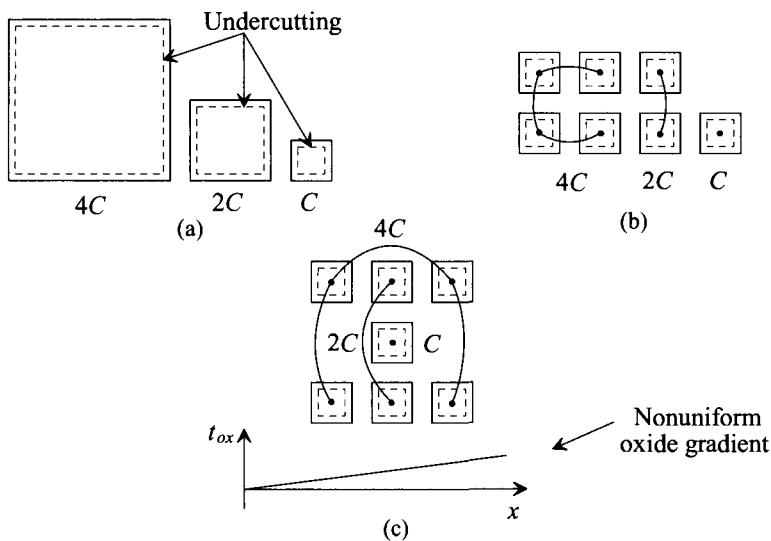 Undercutting
4C
2C
C
(a)
4C
2C
C
(b)
4C
2C
C
t_ox
x
Nonuniform
oxide gradient
(c)